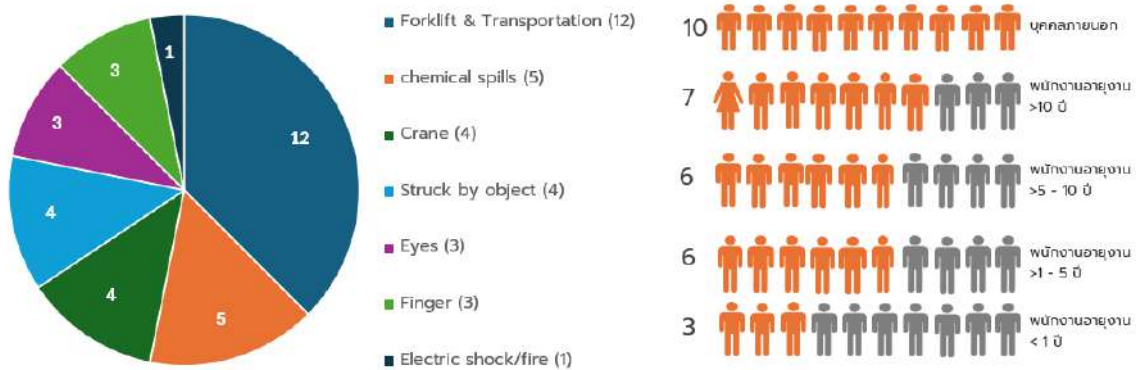 12
5
4
4
3
3
1
Forklift & Transportation (12)
chemical spills (5)
Crane (4)
Struck by object (4)
Eyes (3)
Finger (3)
Electric shock/fire (1)
10
บุคคลภายนอก
7
พนักงานอายุงาน
>10 ปี
6
พนักงานอายุงาน
>5 - 10 ปี
6
พนักงานอายุงาน
>1 - 5 ปี
3
พนักงานอายุงาน
< 1 ปี